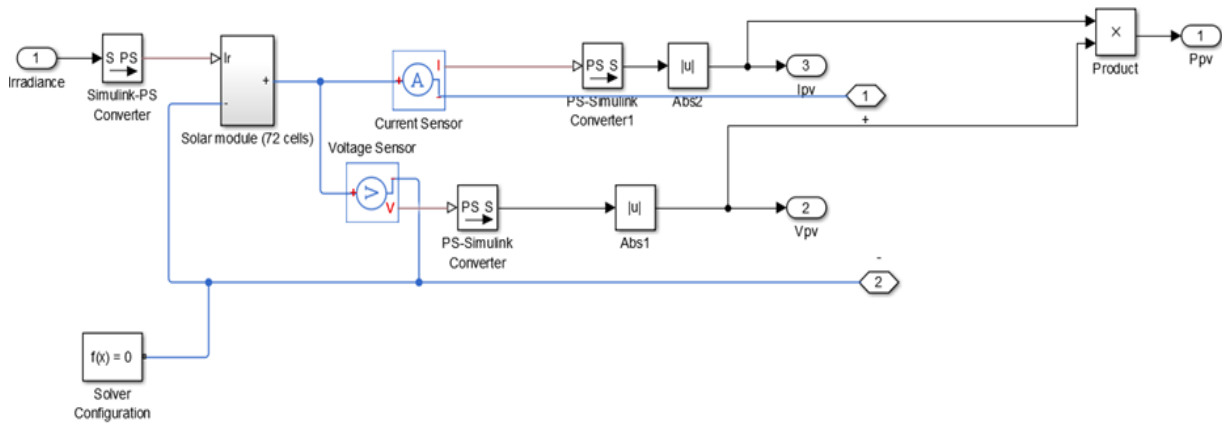 1
Irradiance
S PS
Simulink-PS
Converter
Ir
+
-
Solar module (72 cells)
+
A
I
-
Current Sensor
PS S
PS-Simulink
Converter1
|u|
Abs2
3
Ipv
1
+
×
Product
1
Ppv
Voltage Sensor
+
V
-
V
PS S
PS-Simulink
Converter
|u|
Abs1
2
Vpv
-
2
f(x) = 0
Solver
Configuration